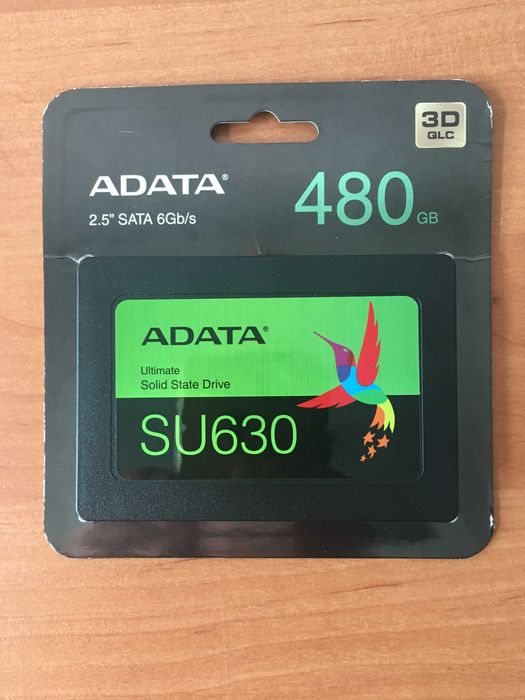 3D
QLC
ADATA®
480 GB
2.5" SATA 6Gb/s
ADATA®
Ultimate
Solid State Drive
SU630